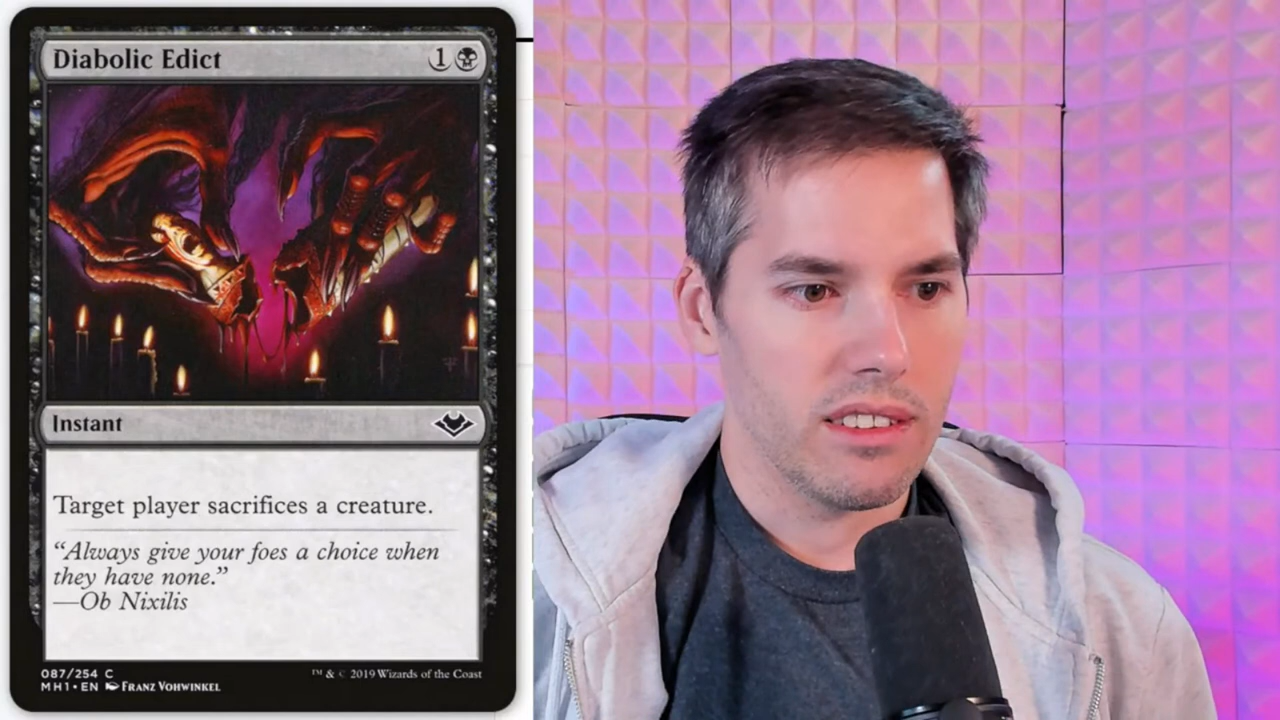 Diabolic Edict 1
Instant
Target player sacrifices a creature.
“Always give your foes a choice when
they have none.”
—Ob Nixilis
087/254 C
MH1 • EN Franz Vohwinkel
™ & © 2019 Wizards of the Coast